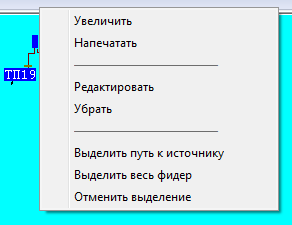 Увеличить
Напечатать
Редактировать
Убрать
ТП19
Выделить путь к источнику
Выделить весь фидер
Отменить выделение